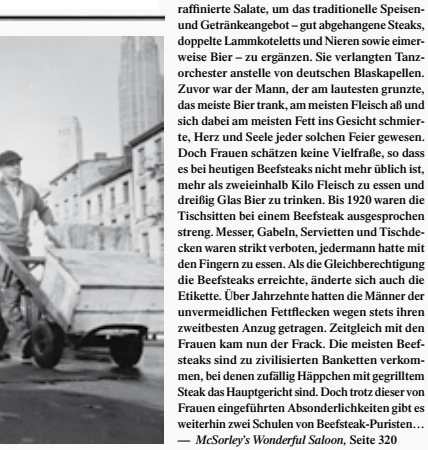 raffinierte Salate, um das traditionelle Speisen-
und Getränkeangebot – gut abgehangene Steaks,
doppelte Lammkoteletts und Nieren sowie eimer-
weise Bier – zu ergänzen. Sie verlangten Tanz-
orchester anstelle von deutschen Blaskapellen.
Zuvor war der Mann, der am lautesten grunzte,
das meiste Bier trank, am meisten Fleisch aß und
sich dabei am meisten Fett ins Gesicht schmier-
te, Herz und Seele jeder solchen Feier gewesen.
Doch Frauen schätzen keine Vielfraße, so dass
es bei heutigen Beefsteaks nicht mehr üblich ist,
mehr als zweieinhalb Kilo Fleisch zu essen und
dreißig Glas Bier zu trinken. Bis 1920 waren die
Tischsitten bei einem Beefsteak ausgesprochen
streng. Messer, Gabeln, Servietten und Tischde-
cken waren strikt verboten, jedermann hatte mit
den Fingern zu essen. Als die Gleichberechtigung
die Beefsteaks erreichte, änderte sich auch die
Etikette. Über Jahrzehnte hatten die Männer der
unvermeidlichen Fettflecken wegen stets ihren
zweitbesten Anzug getragen. Zeitgleich mit den
Frauen kam nun der Frack. Die meisten Beef-
steaks sind zu zivilisierten Banketten verkom-
men, bei denen zufällig Häppchen mit gegrilltem
Steak das Hauptgericht sind. Doch trotz dieser von
Frauen eingeführten Absonderlichkeiten gibt es
weiterhin zwei Schulen von Beefsteak-Puristen…
— McSorley's Wonderful Saloon, Seite 320